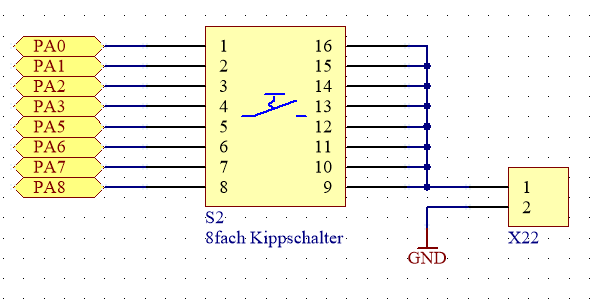 PA0 1 16
PA1 2 15
PA2 3 14
PA3 4 13
PA5 5 12
PA6 6 11
PA7 7 10
PA8 8 9 1
2
S2
8fach Kippschalter X22
GND